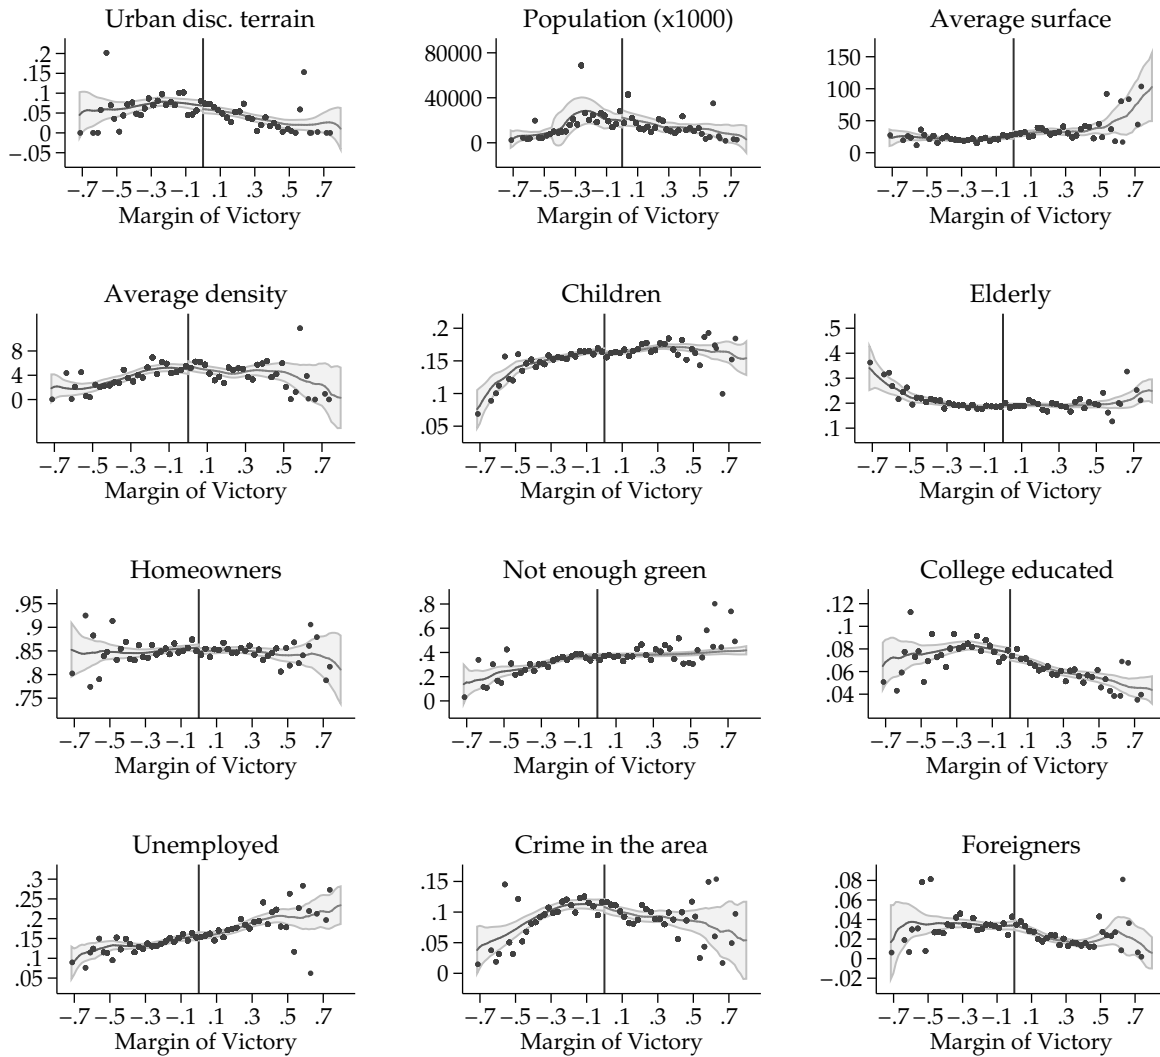 Urban disc. terrain
.2
.15
.1
.05
0
−.05
−.7 −.5 −.3 −.1 .1 .3 .5 .7
Margin of Victory
Population (x1000)
80000
40000
0
−.7 −.5 −.3 −.1 .1 .3 .5 .7
Margin of Victory
Average surface
150
100
50
0
−.7 −.5 −.3 −.1 .1 .3 .5 .7
Margin of Victory
Average density
8
4
0
−.7 −.5 −.3 −.1 .1 .3 .5 .7
Margin of Victory
Children
.2
.15
.1
.05
−.7 −.5 −.3 −.1 .1 .3 .5 .7
Margin of Victory
Elderly
.5
.4
.3
.2
.1
−.7 −.5 −.3 −.1 .1 .3 .5 .7
Margin of Victory
Homeowners
.95
.9
.85
.8
.75
−.7 −.5 −.3 −.1 .1 .3 .5 .7
Margin of Victory
Not enough green
.8
.6
.4
.2
0
−.7 −.5 −.3 −.1 .1 .3 .5 .7
Margin of Victory
College educated
.12
.1
.08
.06
.04
−.7 −.5 −.3 −.1 .1 .3 .5 .7
Margin of Victory
Unemployed
.3
.25
.2
.15
.1
.05
−.7 −.5 −.3 −.1 .1 .3 .5 .7
Margin of Victory
Crime in the area
.15
.1
.05
0
−.7 −.5 −.3 −.1 .1 .3 .5 .7
Margin of Victory
Foreigners
.08
.06
.04
.02
0
−.02
−.7 −.5 −.3 −.1 .1 .3 .5 .7
Margin of Victory